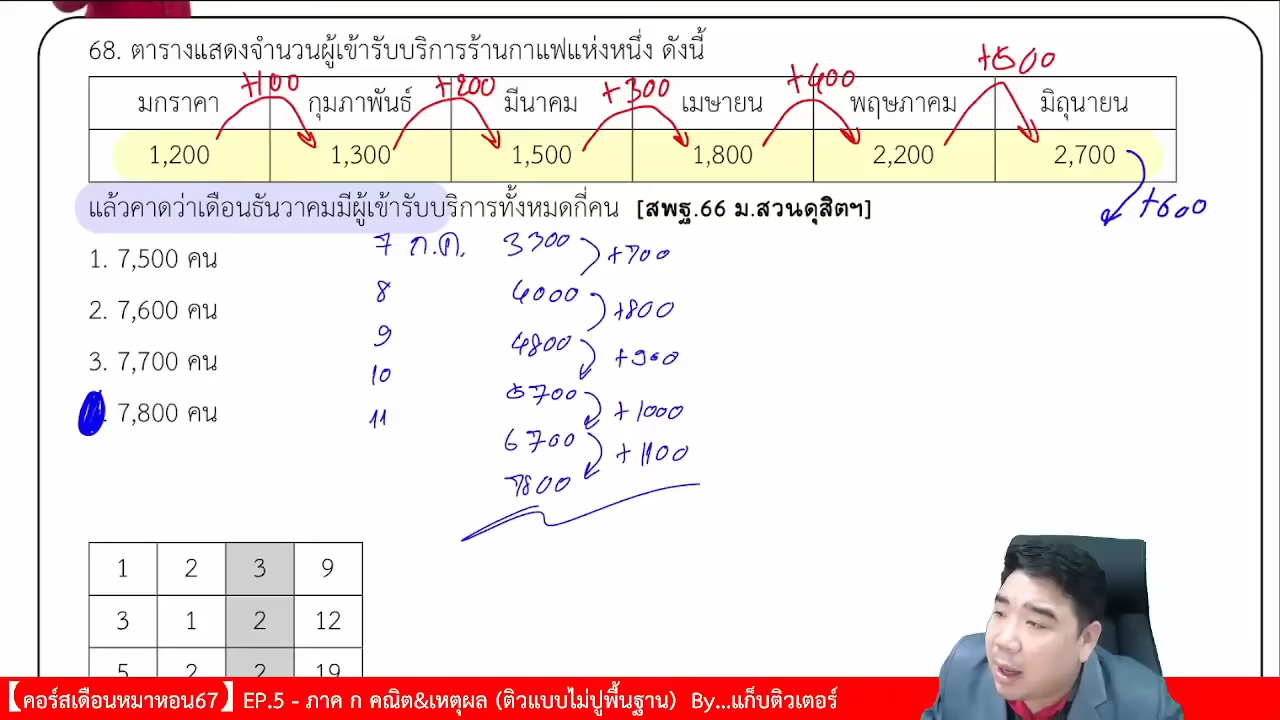 68. ตารางแสดงจำนวนผู้เข้ารับบริการร้านกาแฟแห่งหนึ่ง ดังนี้
+100 +200 +300 +400 +500
มกราคา กุมภาพันธ์ มีนาคม เมษายน พฤษภาคม มิถุนายน
1,200 1,300 1,500 1,800 2,200 2,700
+600
แล้วคาดว่าเดือนธันวาคมมีผู้เข้ารับบริการทั้งหมดกี่คน [สพฐ.66 ม.สวนดุสิตฯ]
7 ก.ค. 3300 +700
1. 7,500 คน
8 4000 +800
2. 7,600 คน
9 4800 +900
3. 7,700 คน
10 5700 +1000
7,800 คน
11 6700 +1100
7800
1 2 3 9
3 1 2 12
5 2 2 19
【คอร์สเดือนหมาหอน67】 EP.5 - ภาค ก คณิต&เหตุผล (ติวแบบไม่ปูพื้นฐาน) By...แก็บติวเตอร์